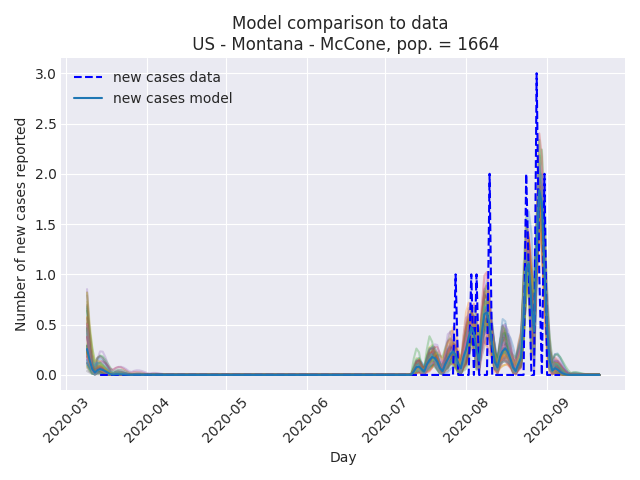 Model comparison to data
US - Montana - McCone, pop. = 1664
new cases data
new cases model
Number of new cases reported
3.0
2.5
2.0
1.5
1.0
0.5
0.0
2020-03
2020-04
2020-05
2020-06
2020-07
2020-08
2020-09
Day